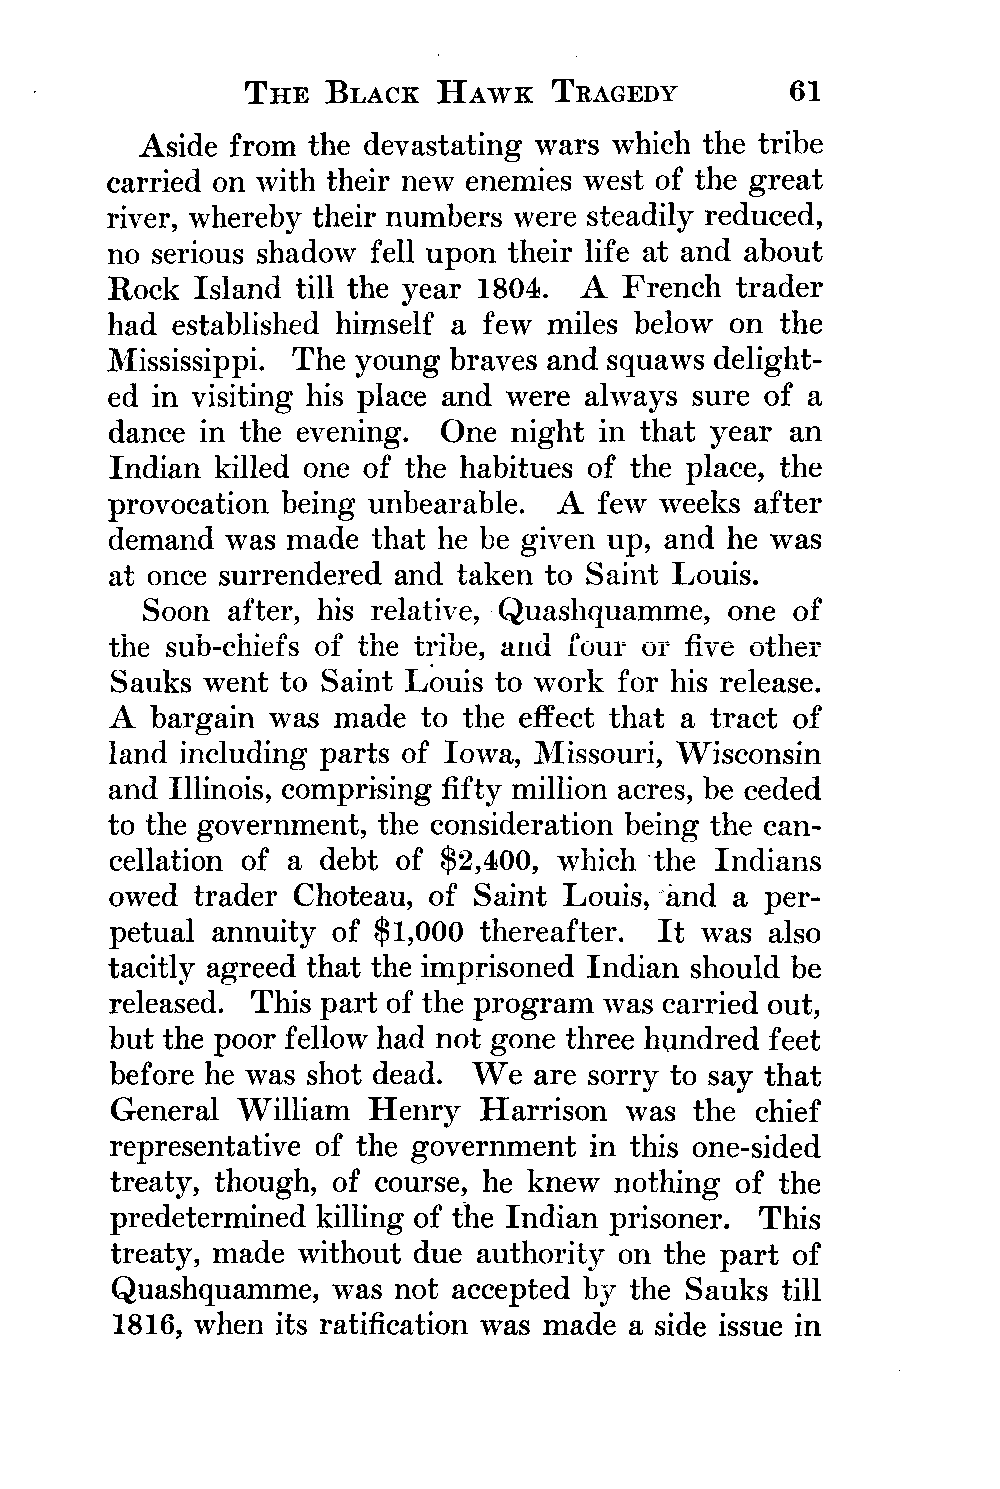 THE BLACK HAWK TRAGEDY 61
Aside from the devastating wars which the tribe
carried on with their new enemies west of the great
river, whereby their numbers were steadily reduced,
no serious shadow fell upon their life at and about
Rock Island till the year 1804. A French trader
had established himself a few miles below on the
Mississippi. The young braves and squaws delight-
ed in visiting his place and were always sure of a
dance in the evening. One night in that year an
Indian killed one of the habitues of the place, the
provocation being unbearable. A few weeks after
demand was made that he be given up, and he was
at once surrendered and taken to Saint Louis.
Soon after, his relative, Quashquamme, one of
the sub-chiefs of the tribe, and four or five other
Sauks went to Saint Louis to work for his release.
A bargain was made to the effect that a tract of
land including parts of Iowa, Missouri, Wisconsin
and Illinois, comprising fifty million acres, be ceded
to the government, the consideration being the can-
cellation of a debt of $2,400, which the Indians
owed trader Choteau, of Saint Louis, and a per-
petual annuity of $1,000 thereafter. It was also
tacitly agreed that the imprisoned Indian should be
released. This part of the program was carried out,
but the poor fellow had not gone three hundred feet
before he was shot dead. We are sorry to say that
General William Henry Harrison was the chief
representative of the government in this one-sided
treaty, though, of course, he knew nothing of the
predetermined killing of the Indian prisoner. This
treaty, made without due authority on the part of
Quashquamme, was not accepted by the Sauks till
1816, when its ratification was made a side issue in